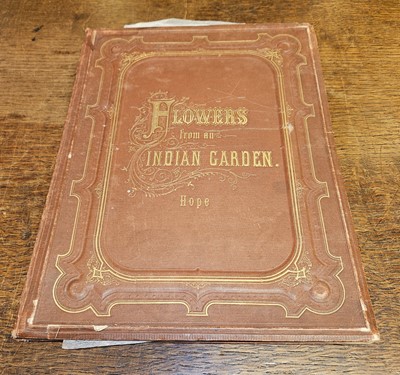 FLOWERS
from an
INDIAN GARDEN.
Hope